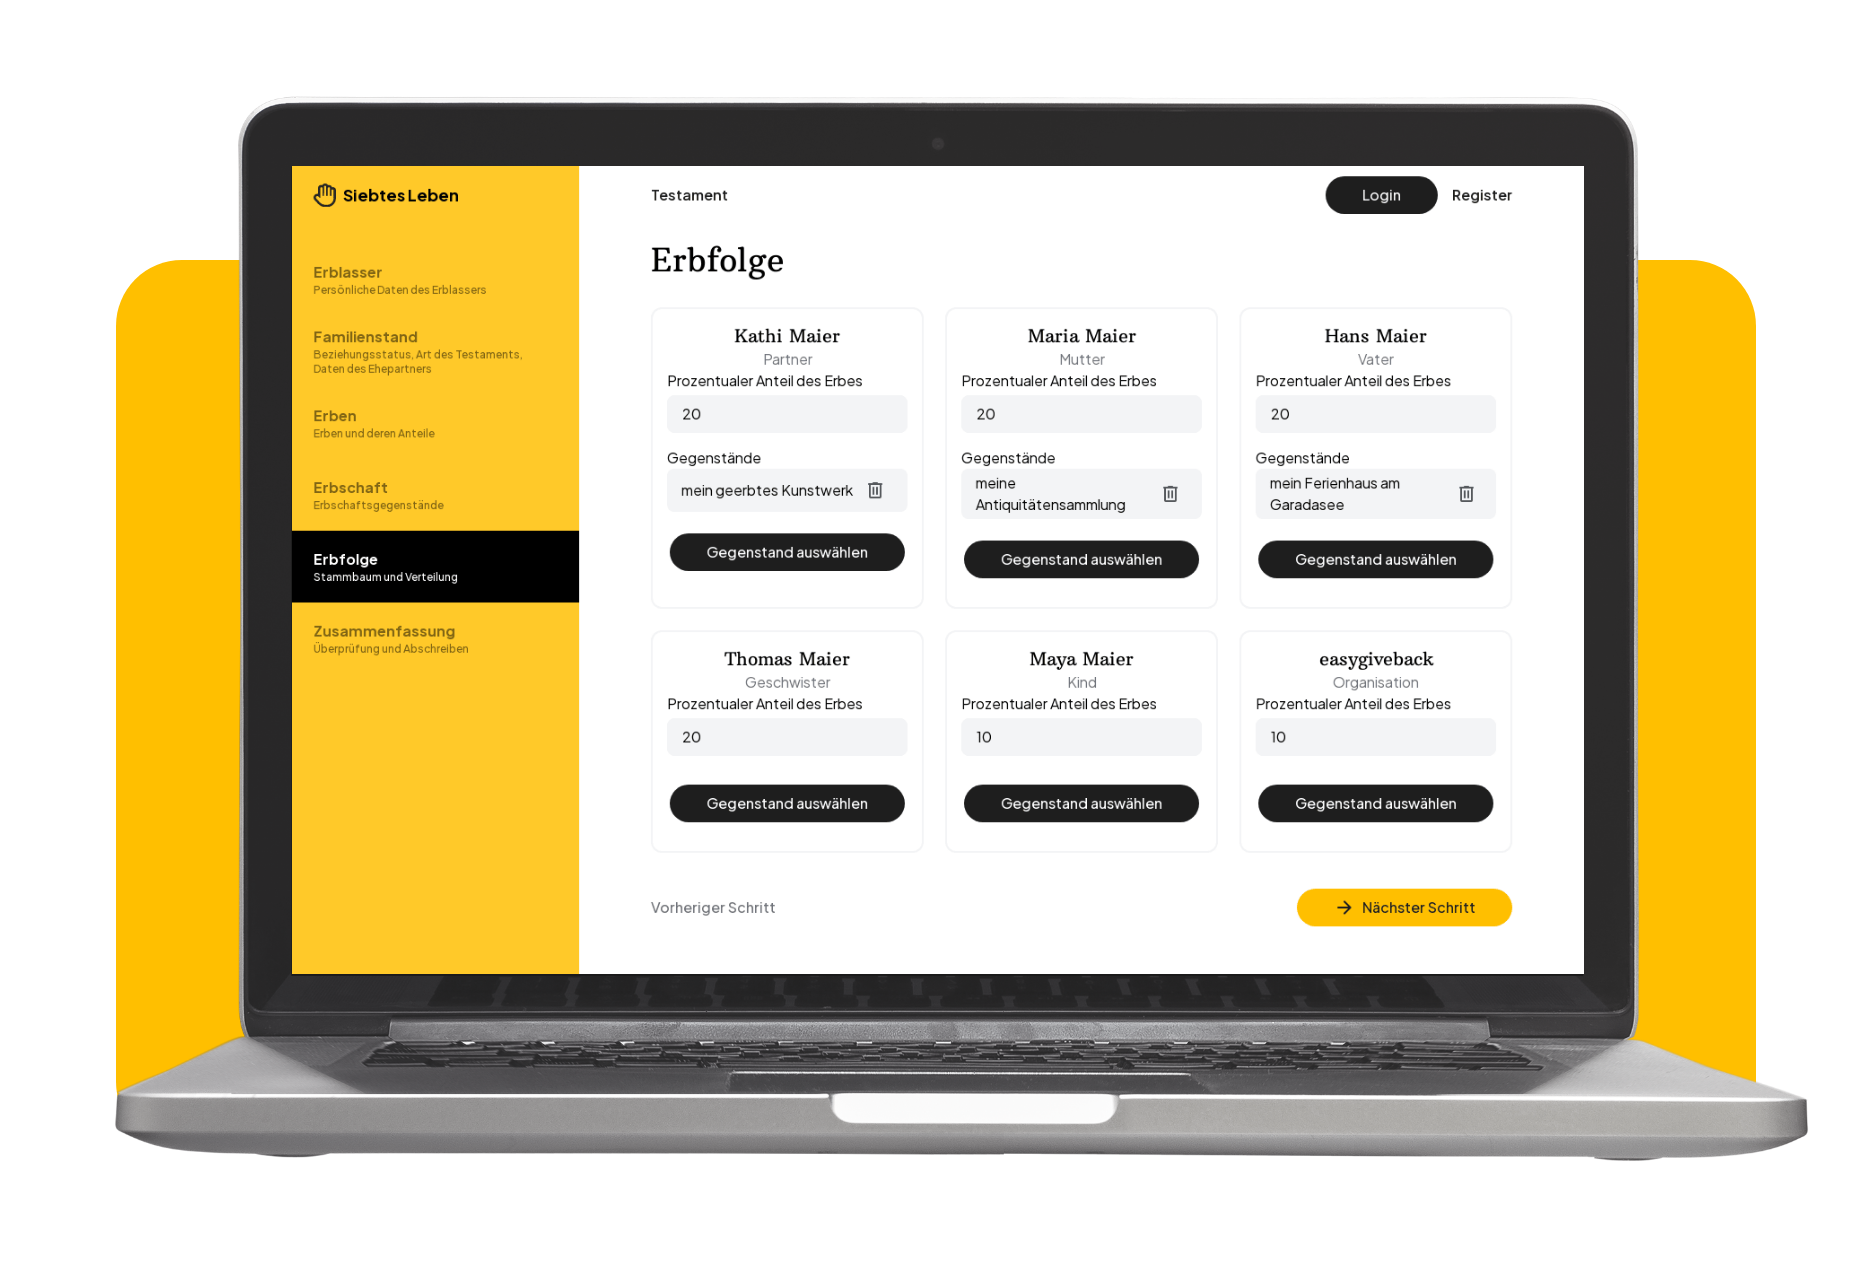 Siebtes Leben
Erblasser
Persönliche Daten des Erblassers
Familienstand
Beziehungsstatus, Art des Testaments,
Daten des Ehepartners
Erben
Erben und deren Anteile
Erbschaft
Erbschaftsgegenstände
Erbfolge
Stammbaum und Verteilung
Zusammenfassung
Überprüfung und Abschreiben
Testament
Login
Register
Erbfolge
Kathi Maier
Partner
Prozentualer Anteil des Erbes
20
Gegenstände
mein geerbtes Kunstwerk
Gegenstand auswählen
Maria Maier
Mutter
Prozentualer Anteil des Erbes
20
Gegenstände
meine
Antiquitätensammlung
Gegenstand auswählen
Hans Maier
Vater
Prozentualer Anteil des Erbes
20
Gegenstände
mein Ferienhaus am
Garadasee
Gegenstand auswählen
Thomas Maier
Geschwister
Prozentualer Anteil des Erbes
20
Gegenstand auswählen
Maya Maier
Kind
Prozentualer Anteil des Erbes
10
Gegenstand auswählen
easygiveback
Organisation
Prozentualer Anteil des Erbes
10
Gegenstand auswählen
Vorheriger Schritt
Nächster Schritt